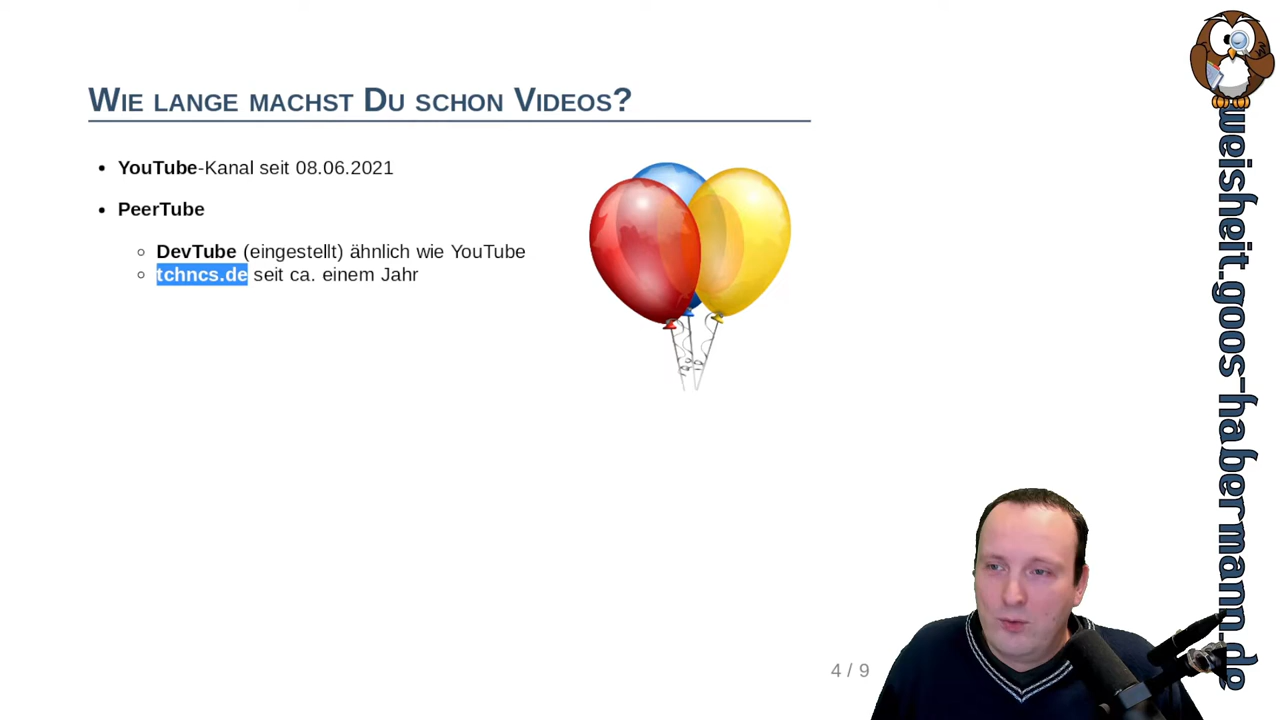 Wie lange machst Du schon Videos?
• YouTube-Kanal seit 08.06.2021
• PeerTube
○ DevTube (eingestellt) ähnlich wie YouTube
○ tchncs.de seit ca. einem Jahr
4 / 9
weisheit.goos-habermann.de